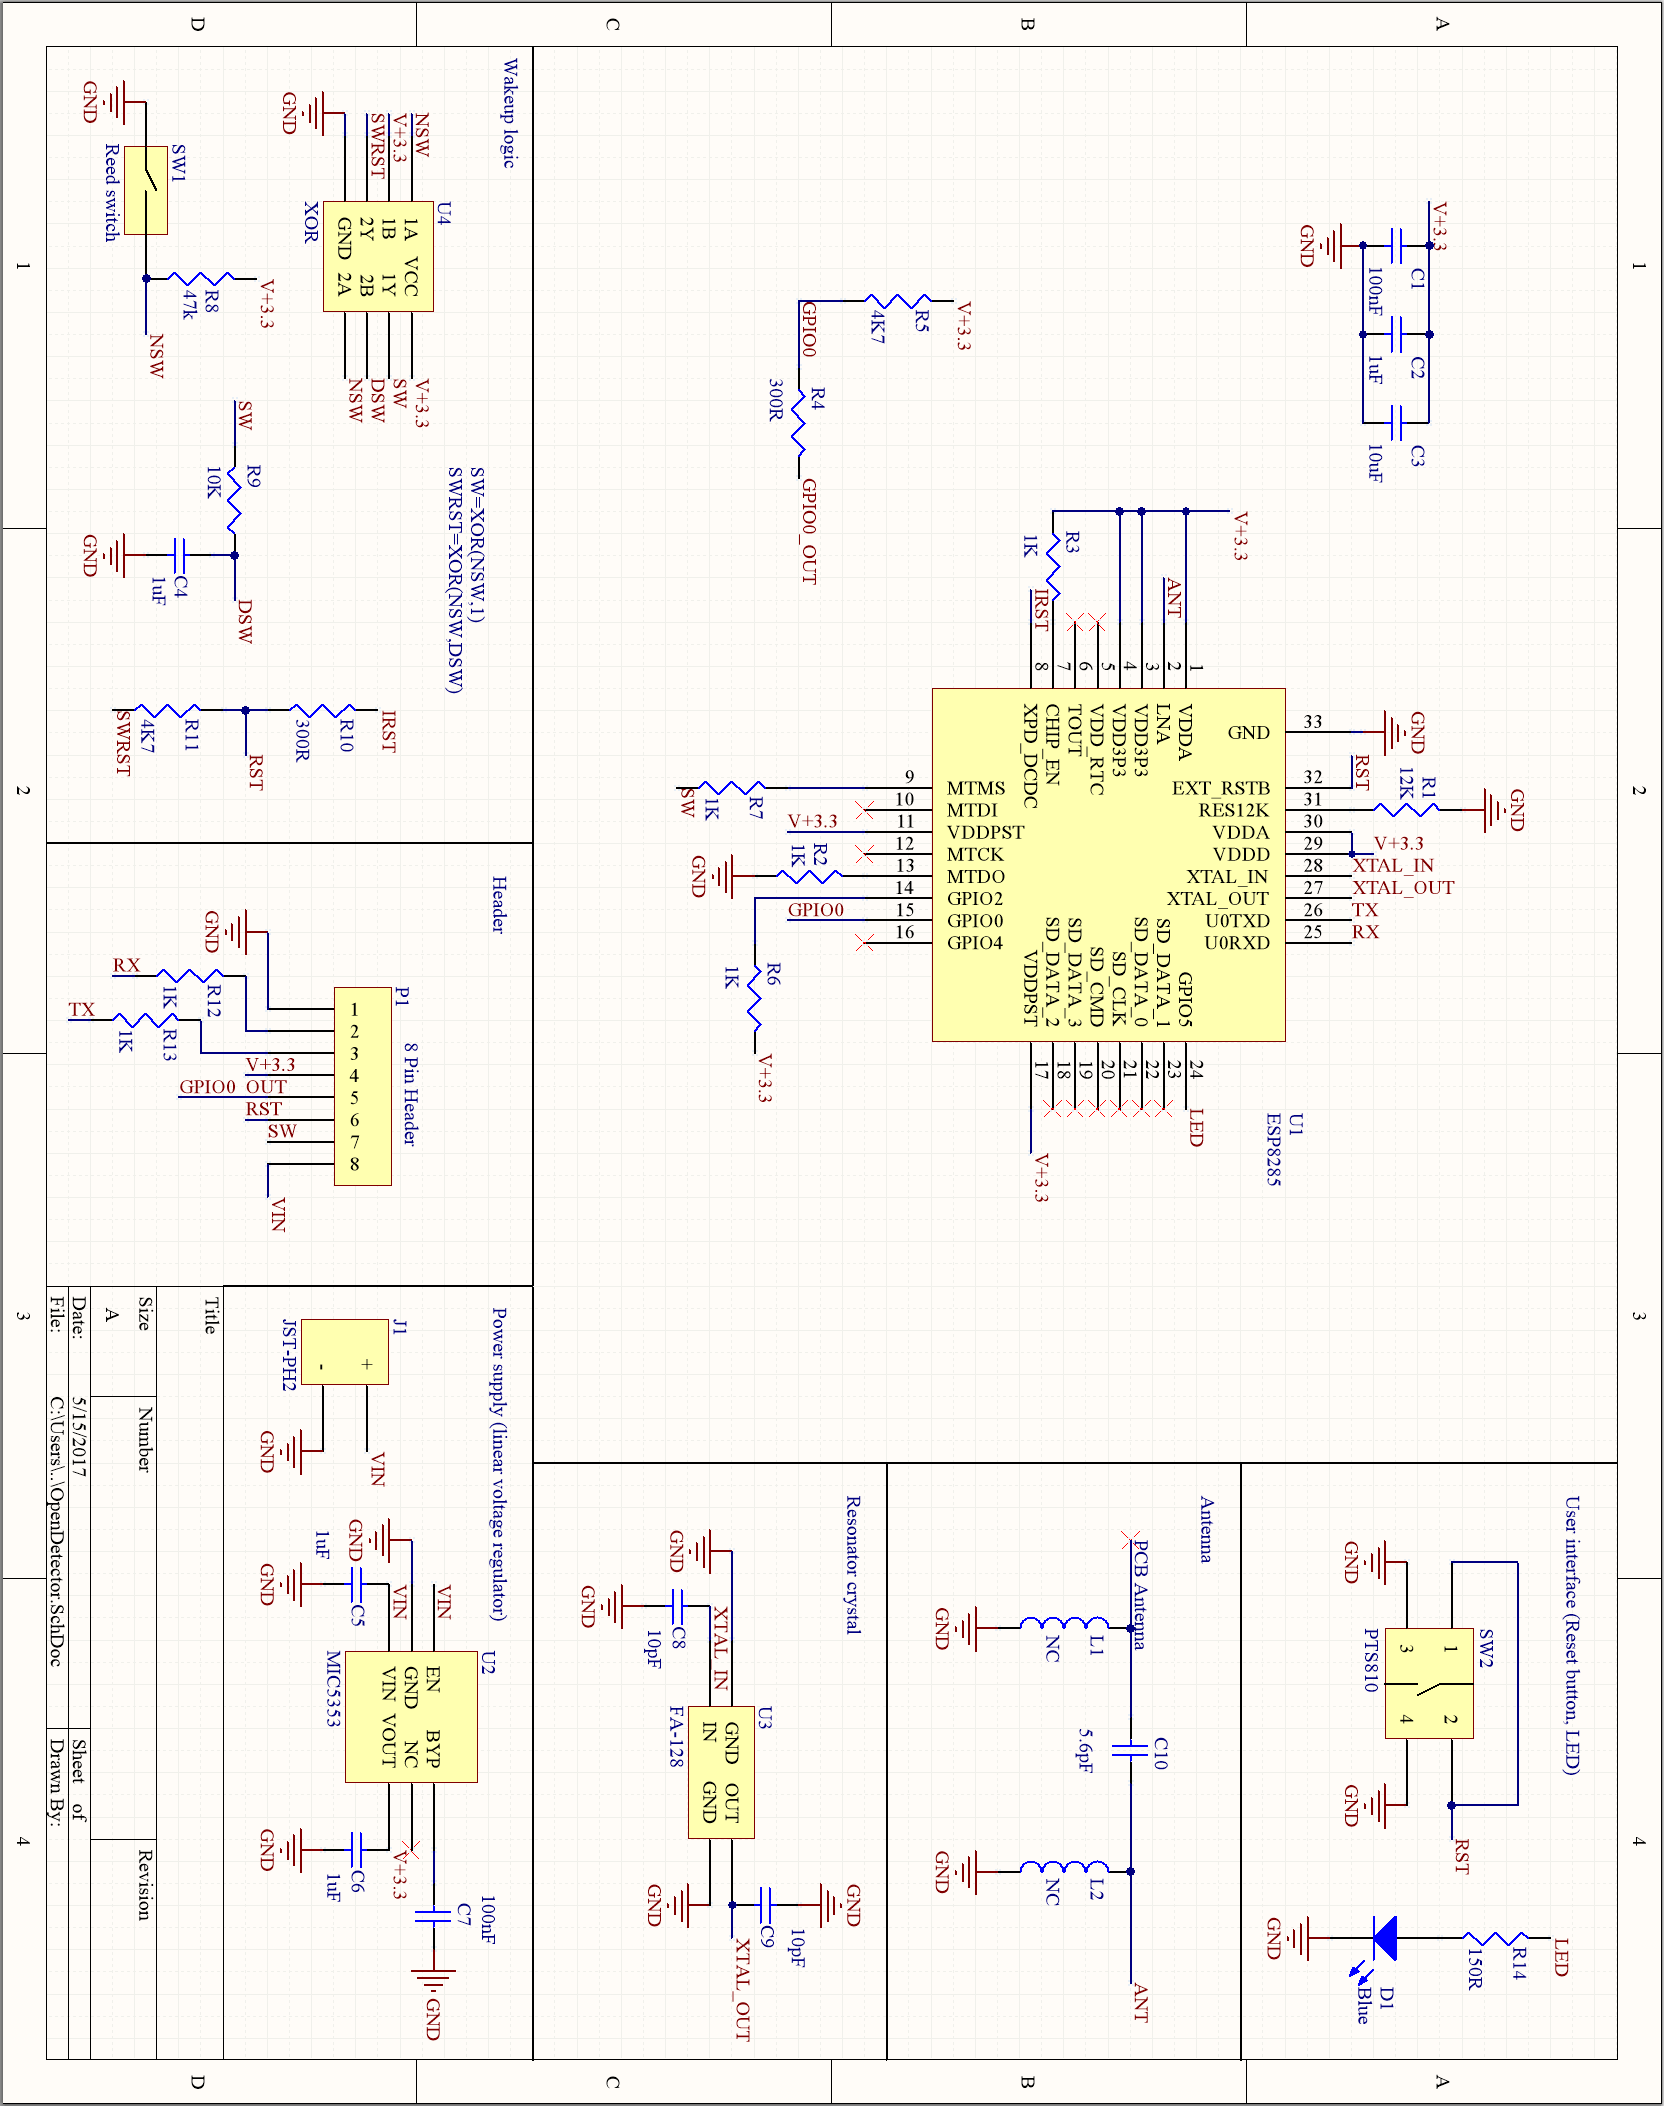 1
2
3
4
A
B
C
D
V+3.3
C1
100nF
C2
1uF
C3
10uF
GND
V+3.3
R5
4K7
GPIO0
R4
300R
GPIO0_OUT
V+3.3
R3
1K
IRST
ANT
1
2
3
4
5
6
7
8
VDDA
LNA
VDD3P3
VDD3P3
VDD_RTC
TOUT
CHIP_EN
XPD_DCDC
U1
ESP8285
GND 33 GND
EXT_RSTB 32 RST
RES12K 31 R1 12K GND
VDDA 30
VDDD 29 V+3.3
XTAL_IN 28 XTAL_IN
XTAL_OUT 27 XTAL_OUT
U0TXD 26 TX
U0RXD 25 RX
SW R7 1K 9 MTMS
10 MTDI
V+3.3 11 VDDPST
12 MTCK
GND R2 1K 13 MTDO
14 GPIO2
GPIO0 15 GPIO0
16 GPIO4
R6
1K
V+3.3
GPIO5
SD_DATA_1
SD_DATA_0
SD_CLK
SD_CMD
SD_DATA_3
SD_DATA_2
VDDPST
24
23
22
21
20
19
18
17
LED
V+3.3
User interface (Reset button, LED)
SW2
PTS810
1
2
3
4
GND
GND
RST
LED
R14
150R
D1
Blue
GND
Antenna
PCB Antenna
L1
NC
GND
C10
5.6pF
L2
NC
GND
ANT
Resonator crystal
GND
C8
10pF
GND
XTAL_IN
U3
FA-128
GND OUT
IN GND
GND
C9
10pF
GND
XTAL_OUT
Wakeup logic
NSW
V+3.3
SWRST
GND
U4
XOR
1A VCC
1B 1Y
2Y 2B
GND 2A
V+3.3
SW
DSW
NSW
SW=XOR(NSW,1)
SWRST=XOR(NSW,DSW)
GND
SW1
Reed switch
R8
47k
V+3.3
NSW
SW
R9
10K
C4
1uF
GND
DSW
IRST
R10
300R
RST
R11
4K7
SWRST
Header
P1
8 Pin Header
GND
RX R12 1K
TX R13 1K
V+3.3
GPIO0_OUT
RST
SW
VIN
1
2
3
4
5
6
7
8
Power supply (linear voltage regulator)
J1
JST-PH2
+
-
VIN
GND
VIN
GND
VIN
C5
1uF
GND
U2
MIC5353
EN BYP
GND NC
VIN VOUT
V+3.3
C6
1uF
GND
C7
100nF
GND
Title
Size
A
Number
Revision
Date: 5/15/2017 Sheet of
File: C:\Users\..\OpenDetector.SchDoc Drawn By:
1
2
3
4
A
B
C
D